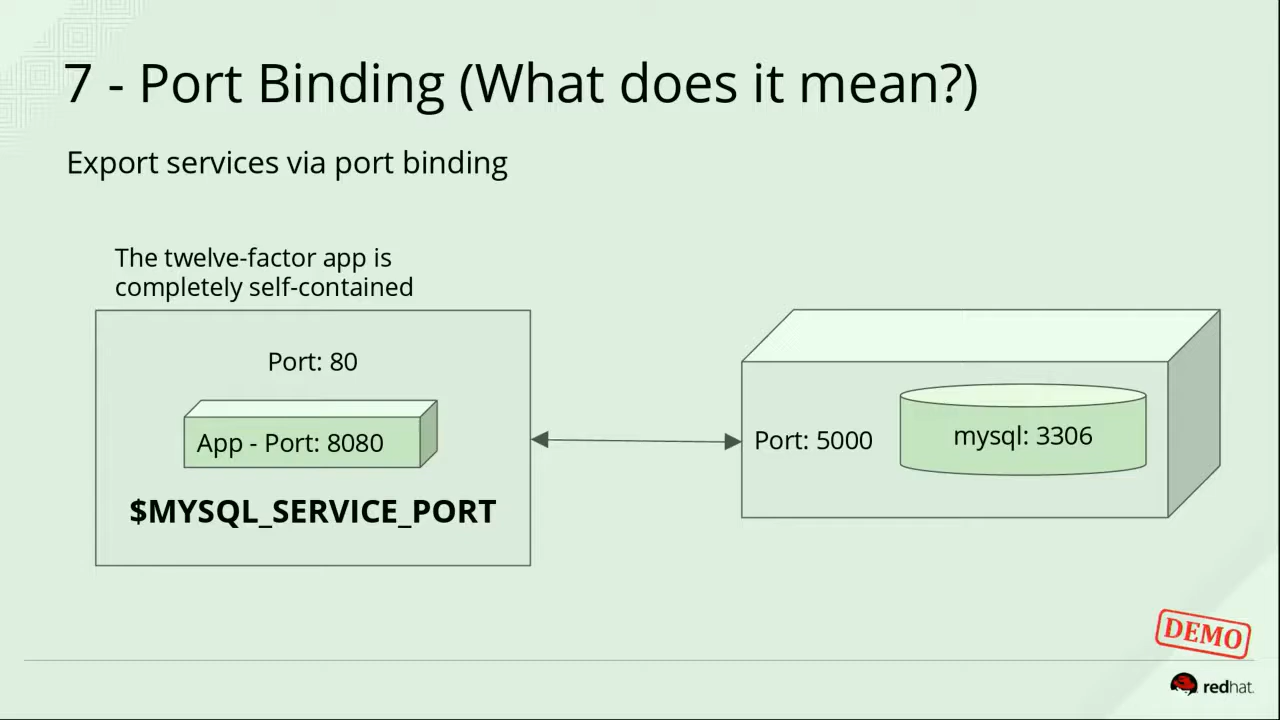 7 - Port Binding (What does it mean?)
Export services via port binding
The twelve-factor app is
completely self-contained
Port: 80
App - Port: 8080
$MYSQL_SERVICE_PORT
Port: 5000
mysql: 3306
DEMO
redhat.